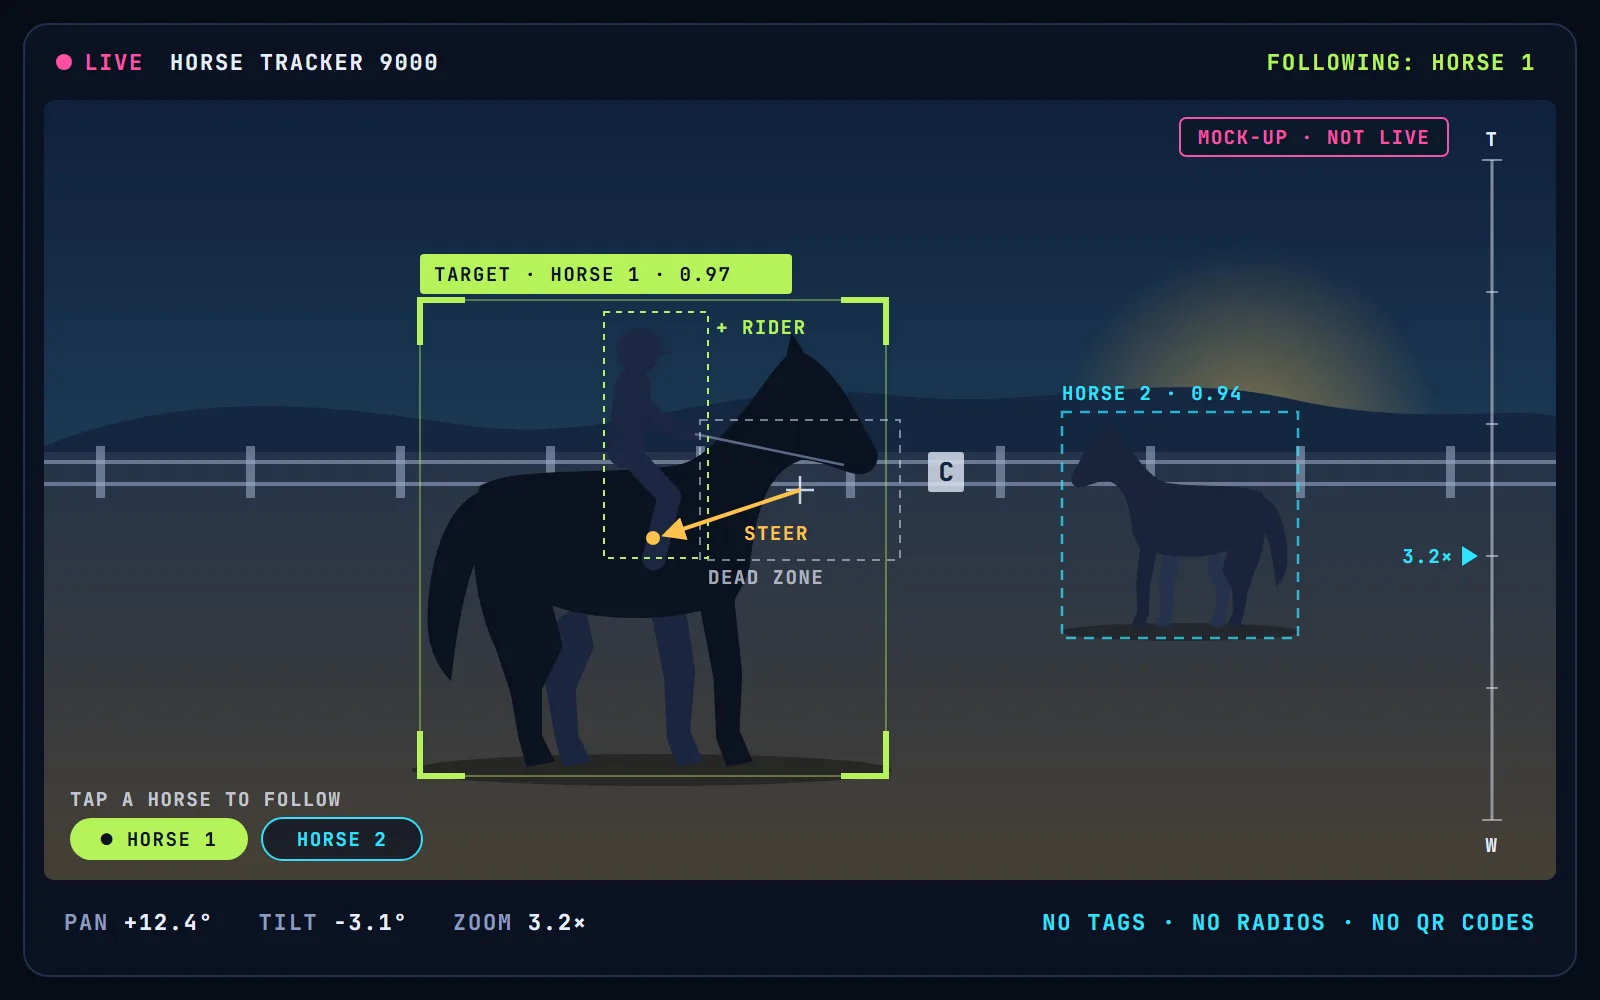 LIVE HORSE TRACKER 9000
FOLLOWING: HORSE 1
MOCK-UP · NOT LIVE
T
TARGET · HORSE 1 · 0.97
+ RIDER
HORSE 2 · 0.94
C
STEER
DEAD ZONE
3.2×
TAP A HORSE TO FOLLOW
HORSE 1
HORSE 2
W
PAN +12.4° TILT -3.1° ZOOM 3.2×
NO TAGS · NO RADIOS · NO QR CODES